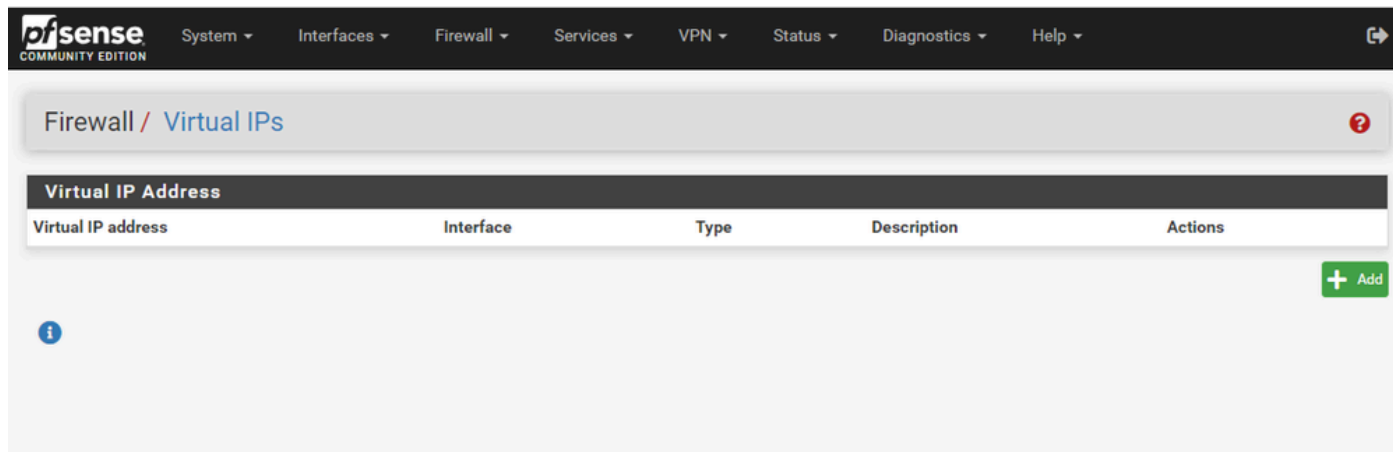 pfsense System Interfaces Firewall Services VPN Status Diagnostics Help
COMMUNITY EDITION
Firewall / Virtual IPs
Virtual IP Address
Virtual IP address Interface Type Description Actions
Add